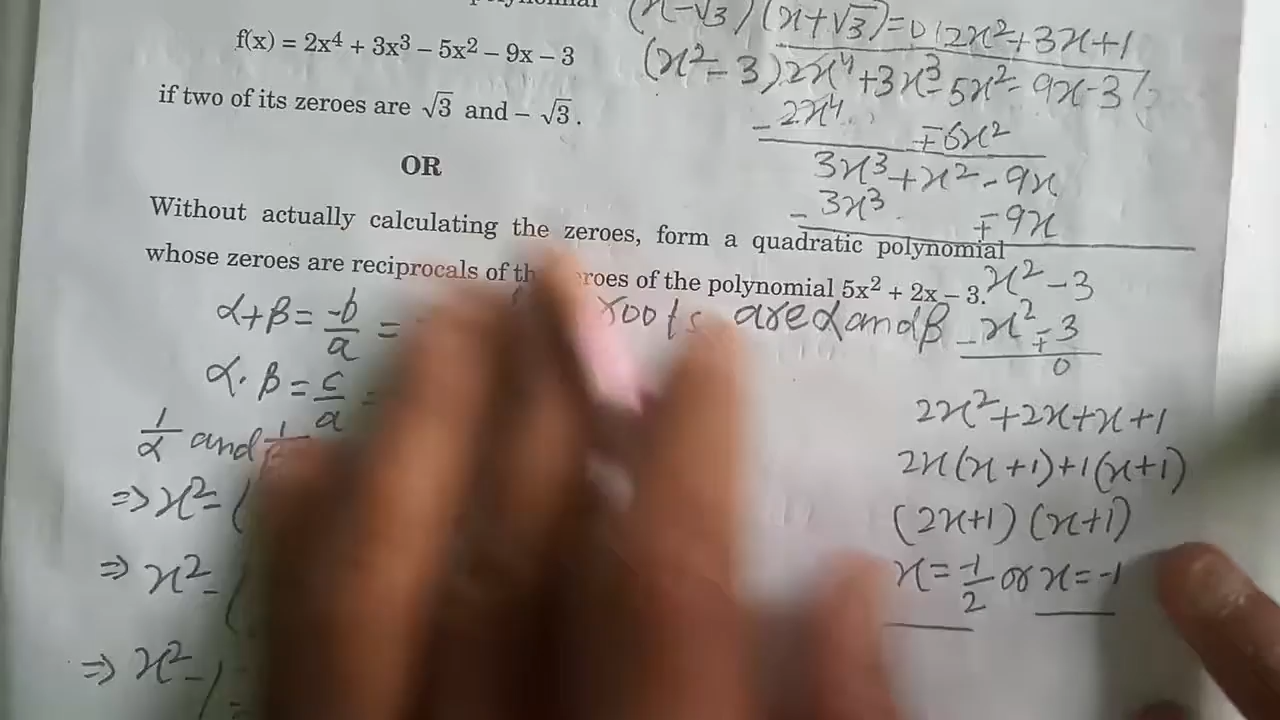 (x-√3)(x+√3)=0
f(x) = 2x⁴ + 3x³ – 5x² – 9x – 3
if two of its zeroes are √3 and – √3.
OR
Without actually calculating the zeroes, form a quadratic polynomial
whose zeroes are reciprocals of of the polynomial 5x² + 2x – 3.
roots are α and β
α+β = -b/a =
α·β = c/a =
1/α and
⇒ x² - (
⇒ x² - (
⇒ x² - (
2x²+3x+1
(x²-3) 2x⁴+3x³-5x²-9x-3
-2x⁴ ∓6x²
3x³+x²-9x
-3x³ ∓9x
x²-3
-x²∓3
0
2x²+2x+x+1
2x(x+1)+1(x+1)
(2x+1)(x+1)
x=-1/2 or x=-1